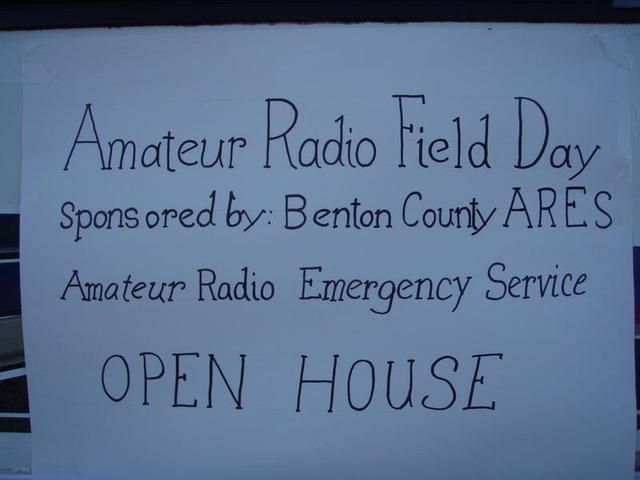 Amateur Radio Field Day
Sponsored by: Benton County ARES
Amateur Radio Emergency Service
OPEN HOUSE